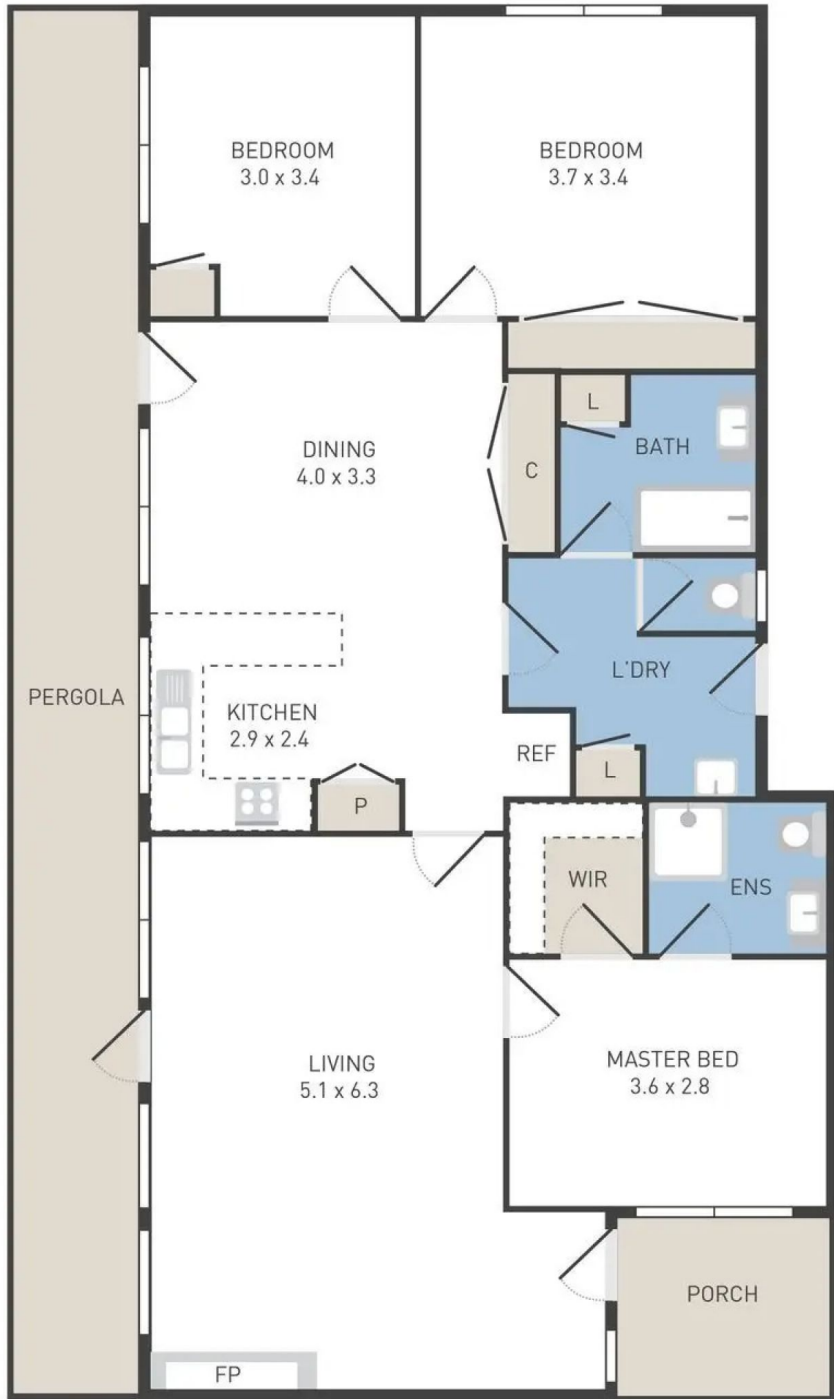 BEDROOM
3.0 x 3.4
BEDROOM
3.7 x 3.4
DINING
4.0 x 3.3
C
L
BATH
PERGOLA
KITCHEN
2.9 x 2.4
L'DRY
REF
L
P
WIR
ENS
LIVING
5.1 x 6.3
MASTER BED
3.6 x 2.8
PORCH
FP